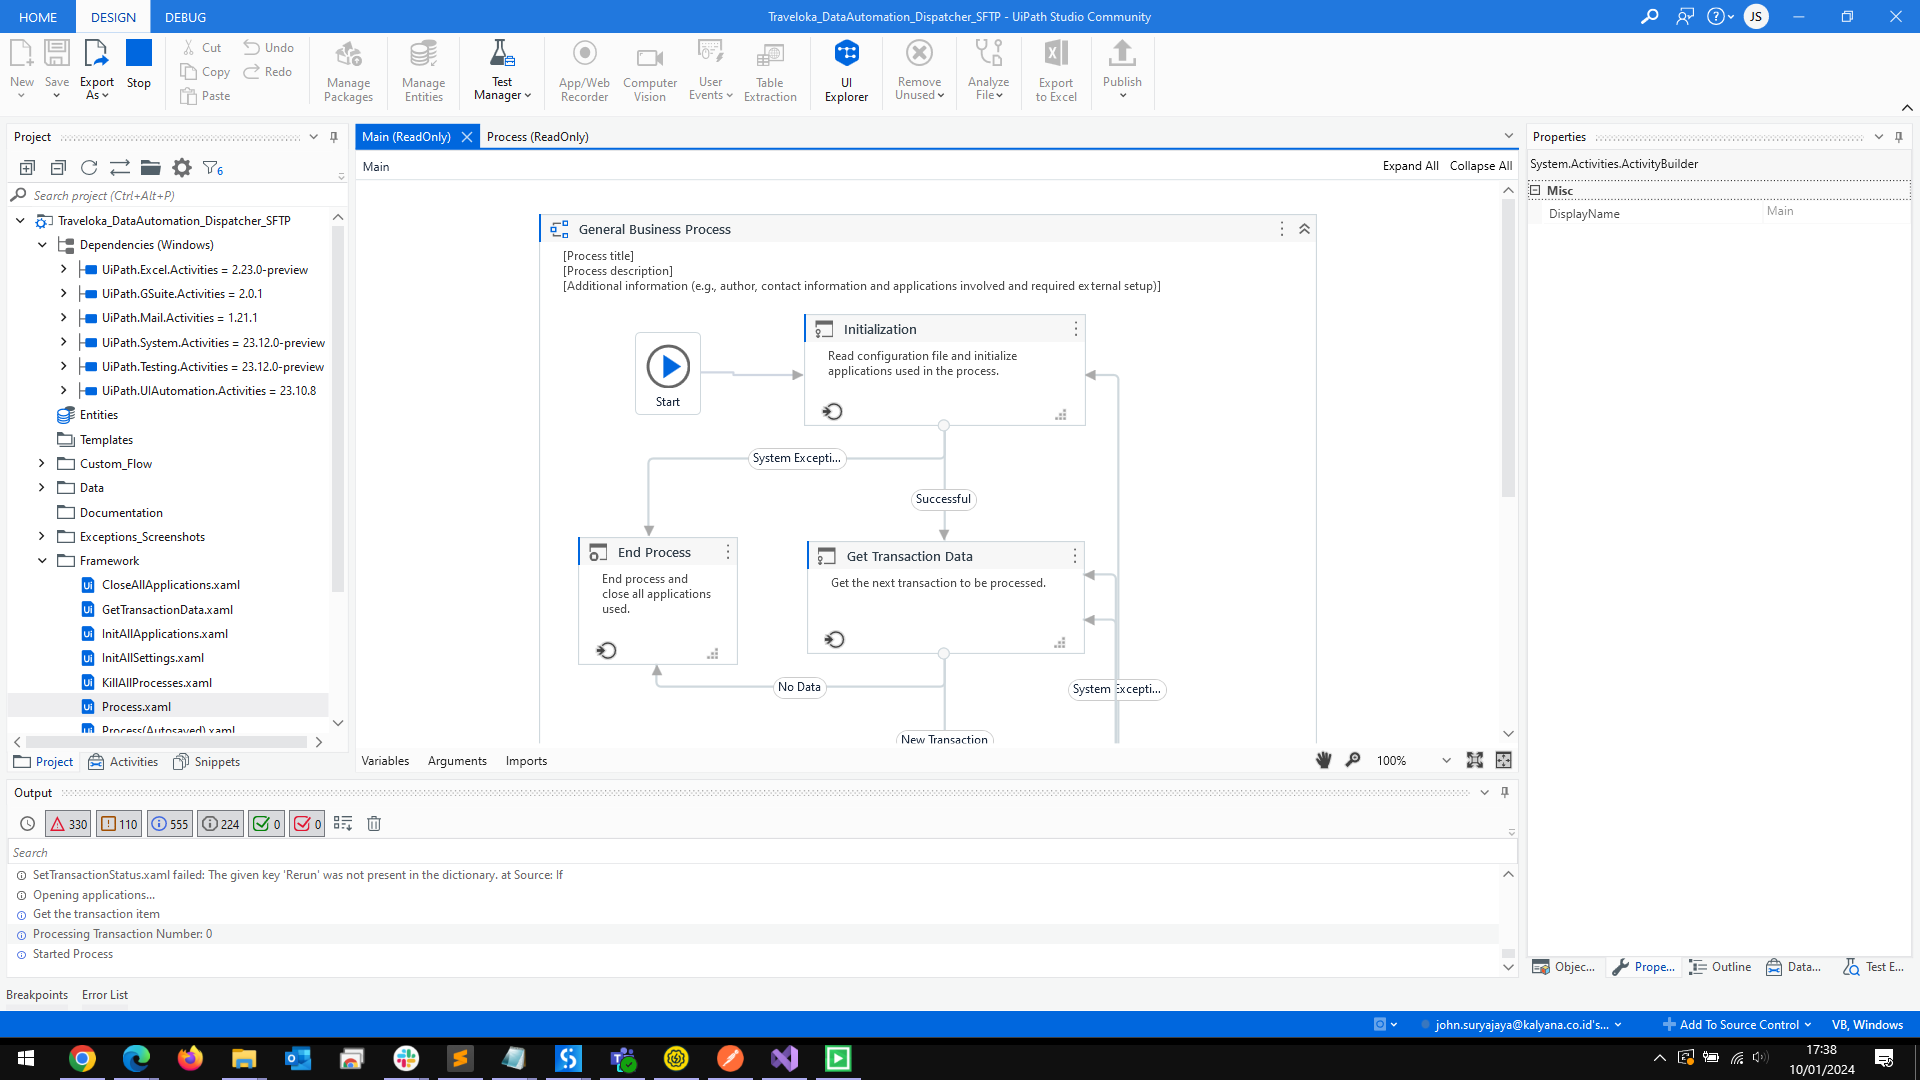 HOME
DESIGN
DEBUG
Traveloka_DataAutomation_Dispatcher_SFTP - UiPath Studio Community
JS
New
Save
Export As
Stop
Cut
Copy
Paste
Undo
Redo
Manage Packages
Manage Entities
Test Manager
App/Web Recorder
Computer Vision
User Events
Table Extraction
UI Explorer
Remove Unused
Analyze File
Export to Excel
Publish
Project
6
Search project (Ctrl+Alt+P)
Traveloka_DataAutomation_Dispatcher_SFTP
Dependencies (Windows)
UiPath.Excel.Activities = 2.23.0-preview
UiPath.GSuite.Activities = 2.0.1
UiPath.Mail.Activities = 1.21.1
UiPath.System.Activities = 23.12.0-preview
UiPath.Testing.Activities = 23.12.0-preview
UiPath.UIAutomation.Activities = 23.10.8
Entities
Templates
Custom_Flow
Data
Documentation
Exceptions_Screenshots
Framework
CloseAllApplications.xaml
GetTransactionData.xaml
InitAllApplications.xaml
InitAllSettings.xaml
KillAllProcesses.xaml
Process.xaml
Process(Autosaved).xaml
Project
Activities
Snippets
Main (ReadOnly)
Process (ReadOnly)
Main
Expand All
Collapse All
General Business Process
[Process title]
[Process description]
[Additional information (e.g., author, contact information and applications involved and required external setup)]
Start
Initialization
Read configuration file and initialize
applications used in the process.
System Excepti...
Successful
End Process
End process and
close all applications
used.
Get Transaction Data
Get the next transaction to be processed.
No Data
System Excepti...
New Transaction
Variables
Arguments
Imports
100%
Properties
System.Activities.ActivityBuilder
Misc
DisplayName
Main
Objec...
Prope...
Outline
Data...
Test E...
Output
330
110
555
224
0
0
Search
SetTransactionStatus.xaml failed: The given key 'Rerun' was not present in the dictionary. at Source: If
Opening applications...
Get the transaction item
Processing Transaction Number: 0
Started Process
Breakpoints
Error List
john.suryajaya@kalyana.co.id's...
Add To Source Control
VB, Windows
17:38
10/01/2024